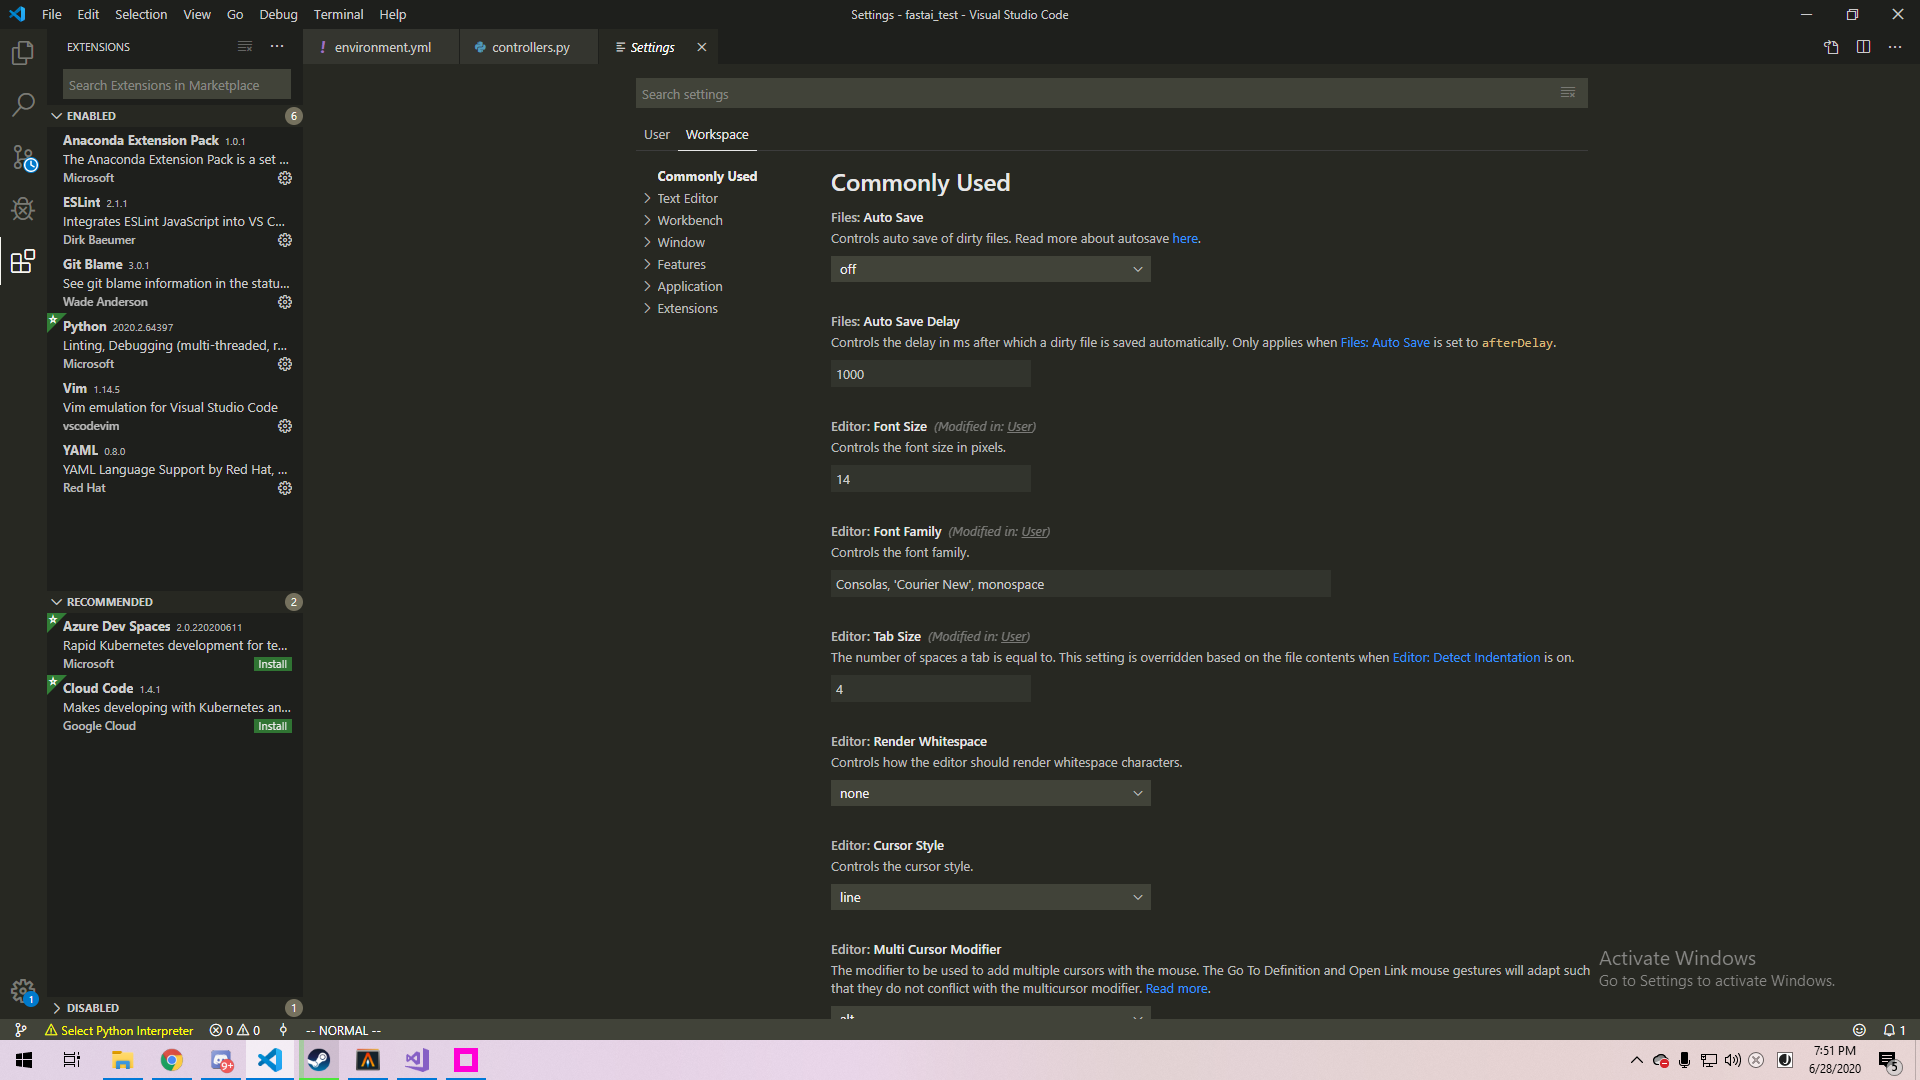 File Edit Selection View Go Debug Terminal Help
Settings - fastai_test - Visual Studio Code
EXTENSIONS
Search Extensions in Marketplace
ENABLED 6
Anaconda Extension Pack 1.0.1
The Anaconda Extension Pack is a set ...
Microsoft
ESLint 2.1.1
Integrates ESLint JavaScript into VS C...
Dirk Baeumer
Git Blame 3.0.1
See git blame information in the statu...
Wade Anderson
Python 2020.2.64397
Linting, Debugging (multi-threaded, r...
Microsoft
Vim 1.14.5
Vim emulation for Visual Studio Code
vscodevim
YAML 0.8.0
YAML Language Support by Red Hat, ...
Red Hat
RECOMMENDED 2
Azure Dev Spaces 2.0.220200611
Rapid Kubernetes development for te...
Microsoft Install
Cloud Code 1.4.1
Makes developing with Kubernetes an...
Google Cloud Install
DISABLED 1
! environment.yml
controllers.py
Settings
Search settings
User Workspace
Commonly Used
Text Editor
Workbench
Window
Features
Application
Extensions
Commonly Used
Files: Auto Save
Controls auto save of dirty files. Read more about autosave here.
off
Files: Auto Save Delay
Controls the delay in ms after which a dirty file is saved automatically. Only applies when Files: Auto Save is set to afterDelay.
1000
Editor: Font Size (Modified in: User)
Controls the font size in pixels.
14
Editor: Font Family (Modified in: User)
Controls the font family.
Consolas, 'Courier New', monospace
Editor: Tab Size (Modified in: User)
The number of spaces a tab is equal to. This setting is overridden based on the file contents when Editor: Detect Indentation is on.
4
Editor: Render Whitespace
Controls how the editor should render whitespace characters.
none
Editor: Cursor Style
Controls the cursor style.
line
Editor: Multi Cursor Modifier
The modifier to be used to add multiple cursors with the mouse. The Go To Definition and Open Link mouse gestures will adapt such
that they do not conflict with the multicursor modifier. Read more.
alt
Activate Windows
Go to Settings to activate Windows.
1
Select Python Interpreter 0 0 -- NORMAL -- 1
9+
7:51 PM
6/28/2020
5